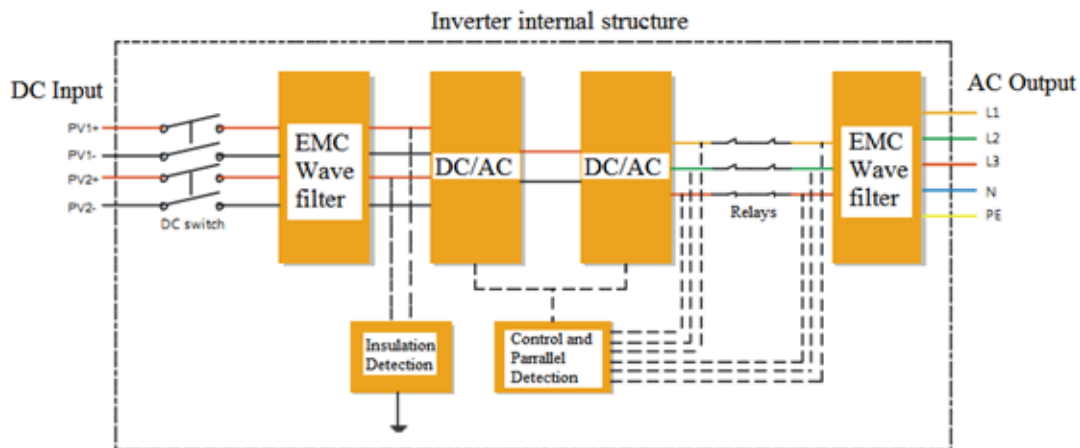 Inverter internal structure
DC Input
AC Output
PV1+
PV1-
PV2+
PV2-
DC switch
EMC
Wave
filter
DC/AC
DC/AC
Relays
EMC
Wave
filter
L1
L2
L3
N
PE
Insulation
Detection
Control and
Parrallel
Detection